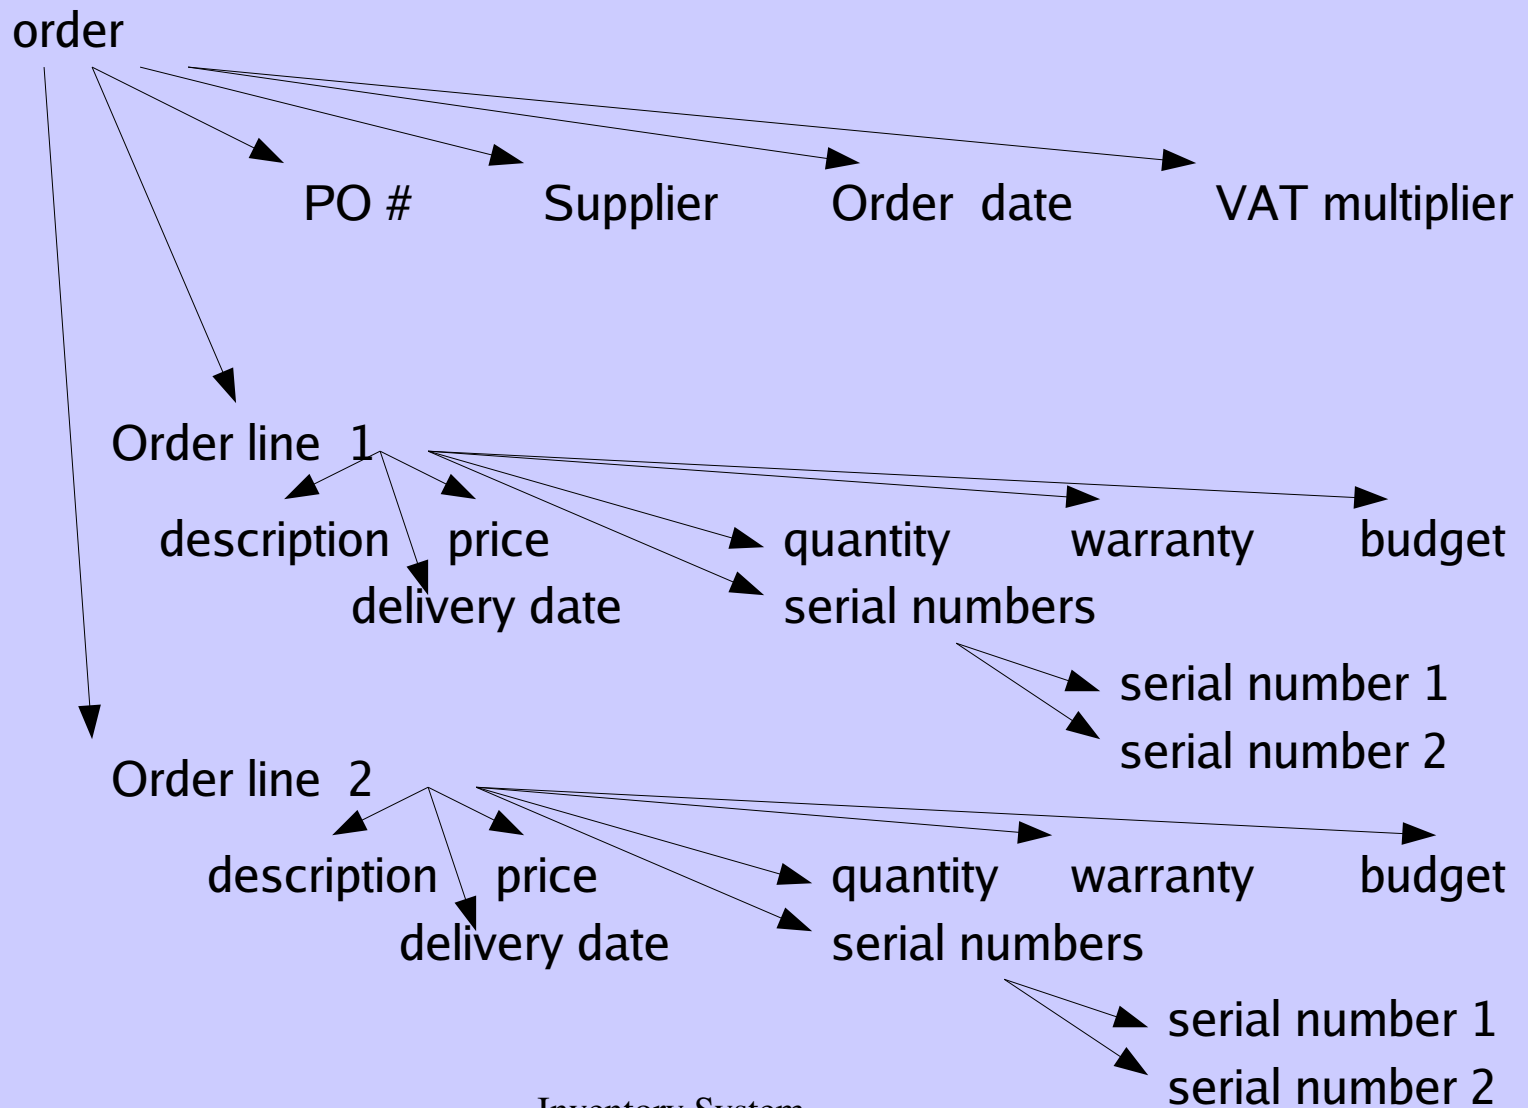 order
PO # Supplier Order date VAT multiplier
Order line 1
description price quantity warranty budget
delivery date serial numbers
serial number 1
serial number 2
Order line 2
description price quantity warranty budget
delivery date serial numbers
serial number 1
serial number 2
Inventory System